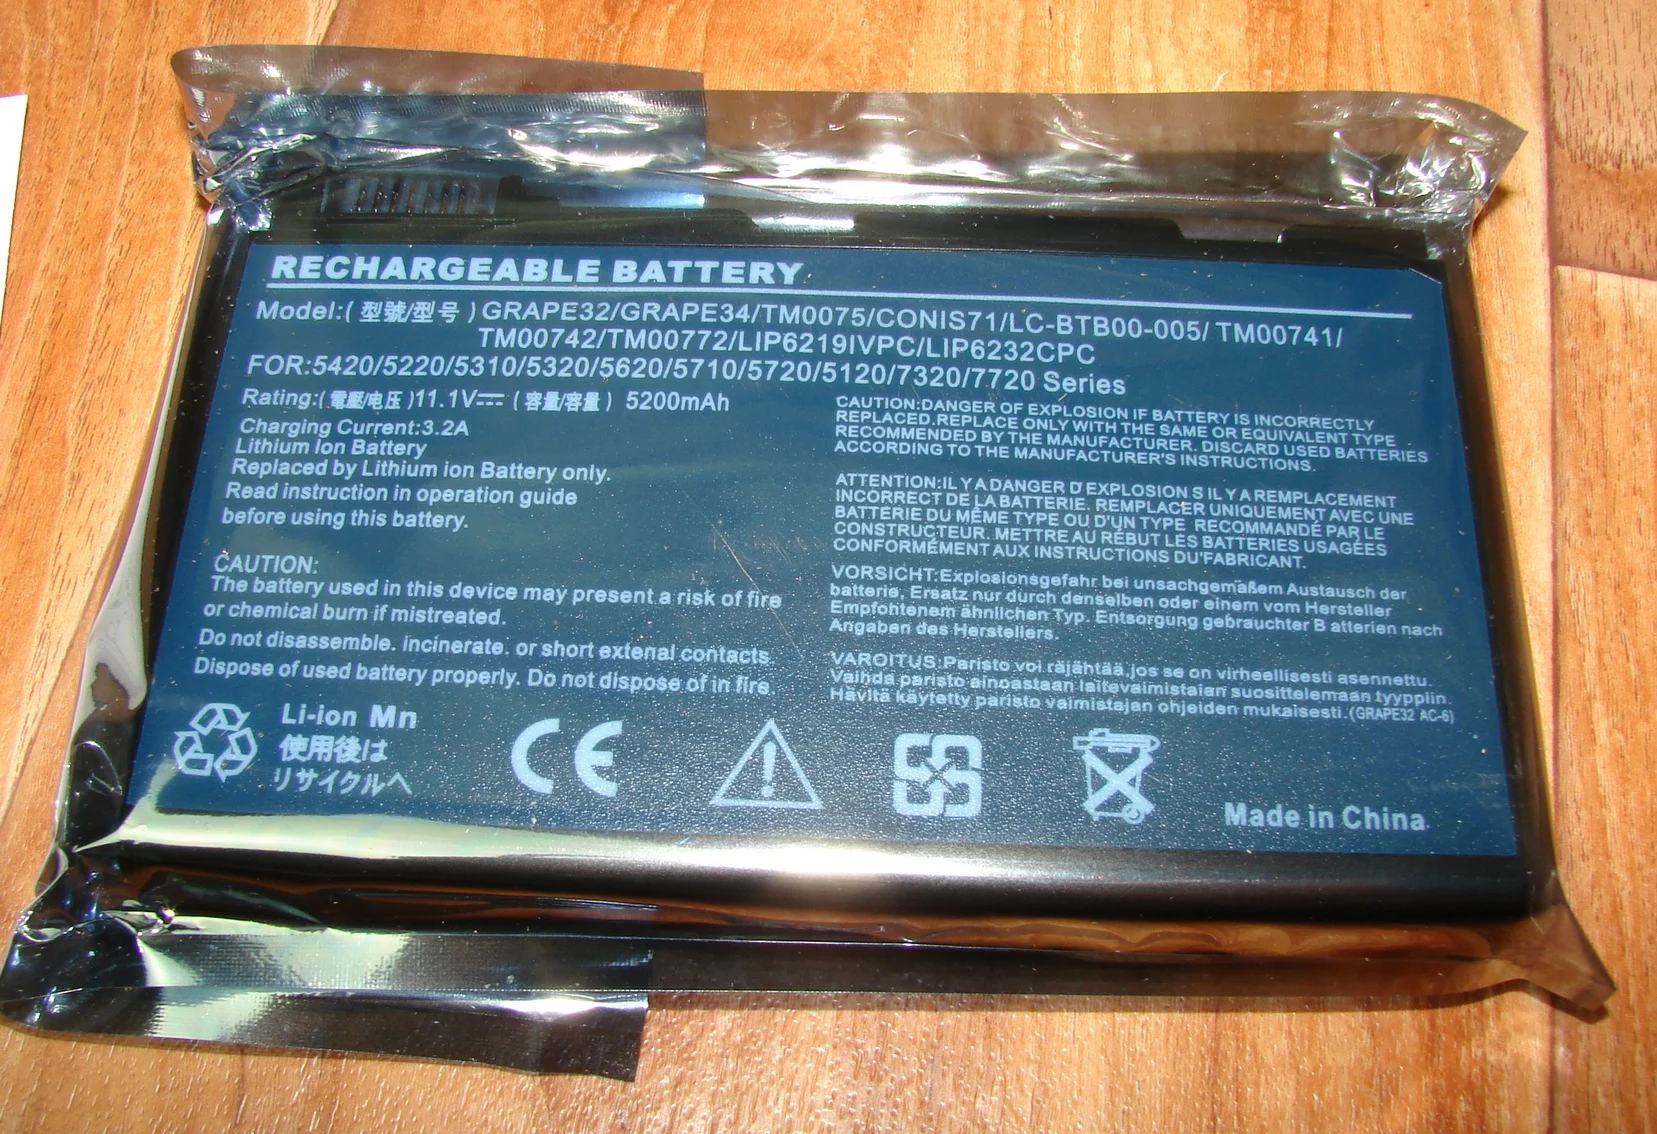 RECHARGEABLE BATTERY
Model:(型號/型号)GRAPE32/GRAPE34/TM0075/CONIS71/LC-BTB00-005/ TM00741/
TM00742/TM00772/LIP6219IVPC/LIP6232CPC
FOR:5420/5220/5310/5320/5620/5710/5720/5120/7320/7720 Series
Rating:(電壓/电压)11.1V⎓ (容量/容量) 5200mAh
Charging Current:3.2A
Lithium Ion Battery
Replaced by Lithium ion Battery only.
Read instruction in operation guide
before using this battery.
CAUTION:
The battery used in this device may present a risk of fire
or chemical burn if mistreated.
Do not disassemble. incinerate. or short extenal contacts.
Dispose of used battery properly. Do not dispose of in fire.
CAUTION:DANGER OF EXPLOSION IF BATTERY IS INCORRECTLY
REPLACED.REPLACE ONLY WITH THE SAME OR EQUIVALENT TYPE
RECOMMENDED BY THE MANUFACTURER. DISCARD USED BATTERIES
ACCORDING TO THE MANUFACTURER'S INSTRUCTIONS.
ATTENTION:IL Y A DANGER D'EXPLOSION S IL Y A REMPLACEMENT
INCORRECT DE LA BATTERIE. REMPLACER UNIQUEMENT AVEC UNE
BATTERIE DU MÊME TYPE OU D'UN TYPE RECOMMANDÉ PAR LE
CONSTRUCTEUR. METTRE AU RÉBUT LES BATTERIES USAGÉES
CONFORMÉMENT AUX INSTRUCTIONS DU'FABRICANT.
VORSICHT:Explosionsgefahr bei unsachgemaßem Austausch der
batterie, Ersatz nur durch denselben oder einem vom Hersteller
Empfohtenem ähnlichen Typ. Entsorgung gebrauchter B atterien nach
Angaben des Herstellers.
VAROITUS:Paristo voi räjähtää,jos se on virheellisesti asennettu.
Vaihda paristo ainoastaan laitevaimistaian suosittelemaan tyyppiin.
Hävitä käytetty paristo vaimistajan ohjeiden mukaisesti.(GRAPE32 AC-6)
Li-ion Mn
使用後は
リサイクルへ
CE
Made in China